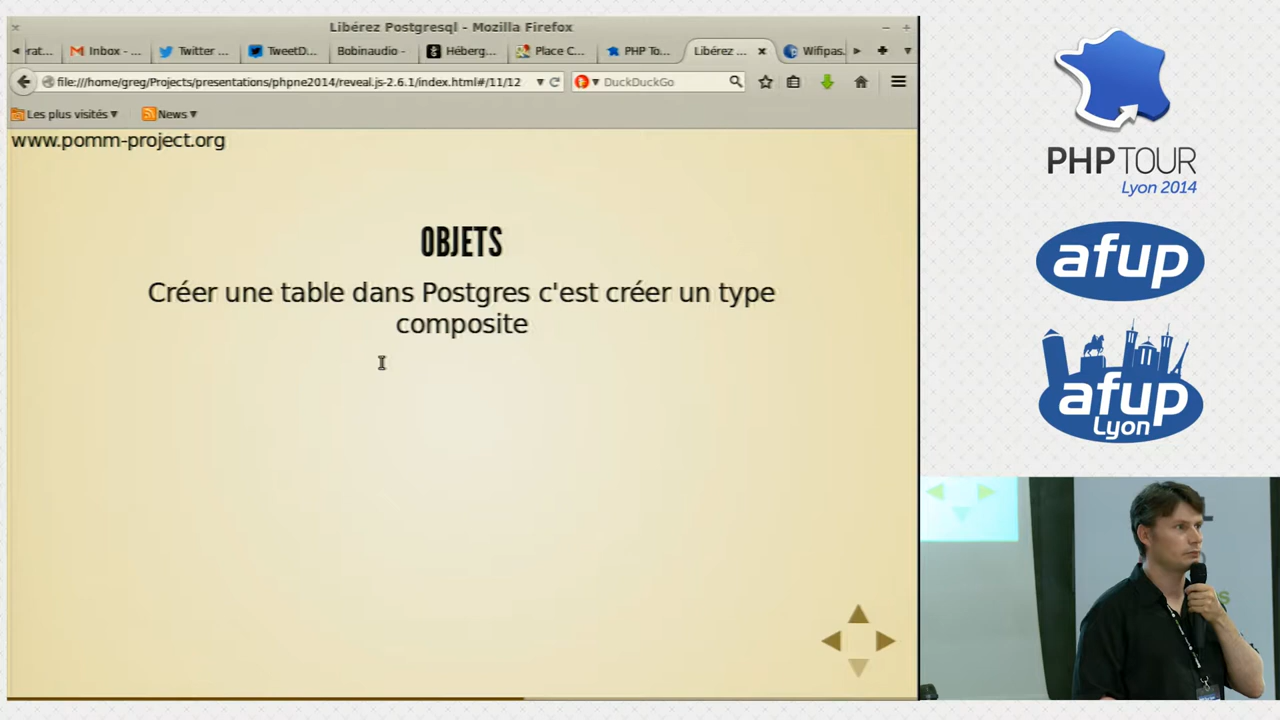 Libérez Postgresql - Mozilla Firefox
rat...
Inbox - ...
Twitter ...
TweetD...
Bobinaudio -
Héberg...
Place C...
PHP To...
Libérez ...
Wifipas.
file:///home/greg/Projects/presentations/phpne2014/reveal.js-2.6.1/index.html#/11/12
DuckDuckGo
Les plus visités
News
www.pomm-project.org
OBJETS
Créer une table dans Postgres c'est créer un type
composite
PHP TOUR
Lyon 2014
afup
afup
Lyon